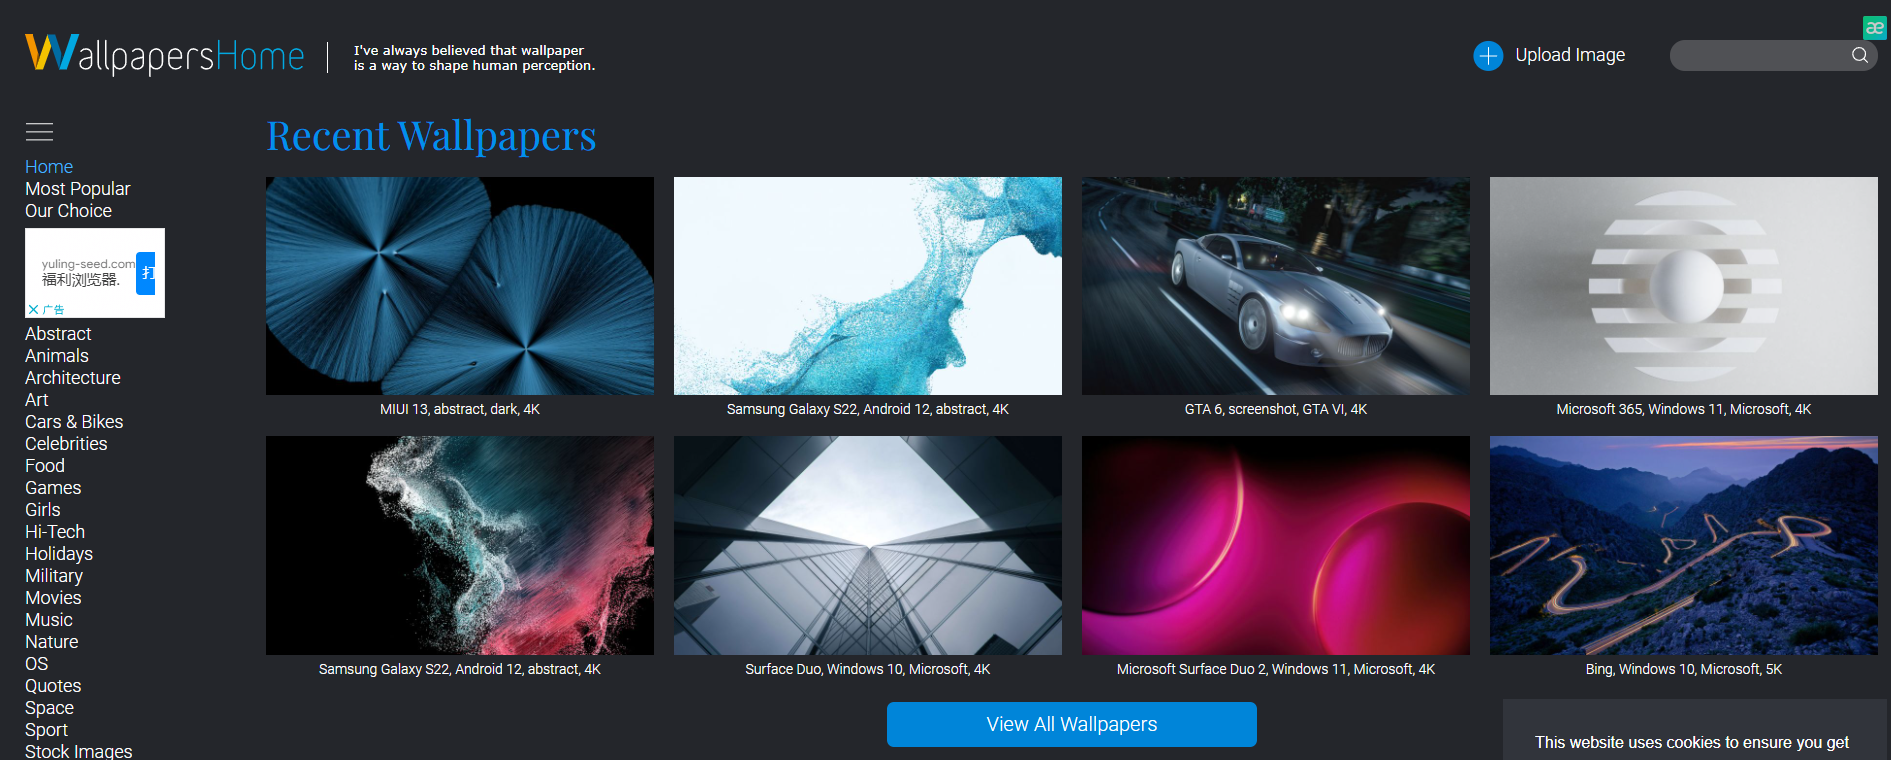 WallpapersHome
I've always believed that wallpaper
is a way to shape human perception.
Upload Image
æ
Home
Most Popular
Our Choice
yuling-seed.com
福利浏览器.
打
广告
Abstract
Animals
Architecture
Art
Cars & Bikes
Celebrities
Food
Games
Girls
Hi-Tech
Holidays
Military
Movies
Music
Nature
OS
Quotes
Space
Sport
Stock Images
Recent Wallpapers
MIUI 13, abstract, dark, 4K
Samsung Galaxy S22, Android 12, abstract, 4K
GTA 6, screenshot, GTA VI, 4K
Microsoft 365, Windows 11, Microsoft, 4K
Samsung Galaxy S22, Android 12, abstract, 4K
Surface Duo, Windows 10, Microsoft, 4K
Microsoft Surface Duo 2, Windows 11, Microsoft, 4K
Bing, Windows 10, Microsoft, 5K
View All Wallpapers
This website uses cookies to ensure you get